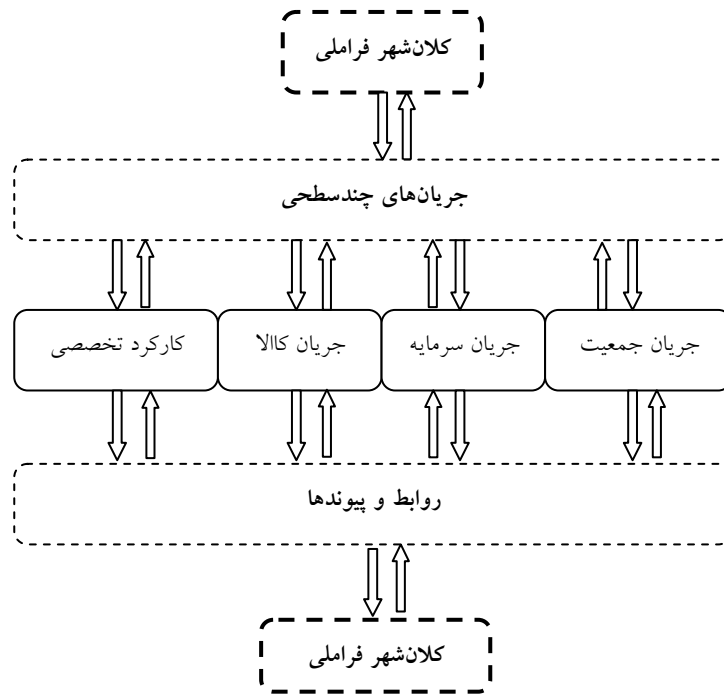 کلان‌شهر فراملی
جریان‌های چندسطحی
جریان جمعیت
جریان سرمایه
جریان کاالا
کارکرد تخصصی
روابط و پیوندها
کلان‌شهر فراملی